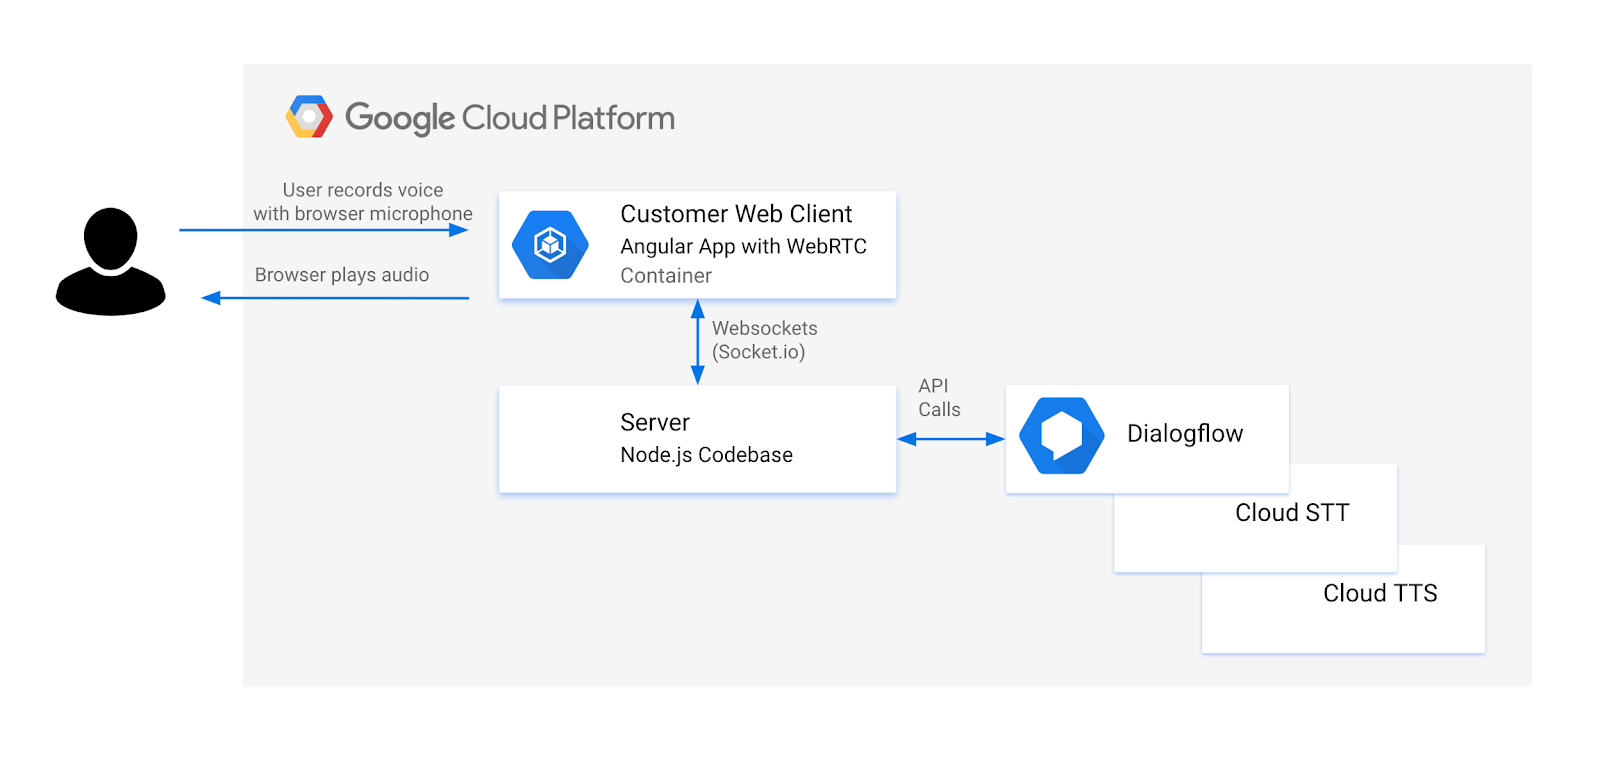 Google Cloud Platform
User records voice
with browser microphone
Browser plays audio
Customer Web Client
Angular App with WebRTC
Container
Websockets
(Socket.io)
Server
Node.js Codebase
API
Calls
Dialogflow
Cloud STT
Cloud TTS